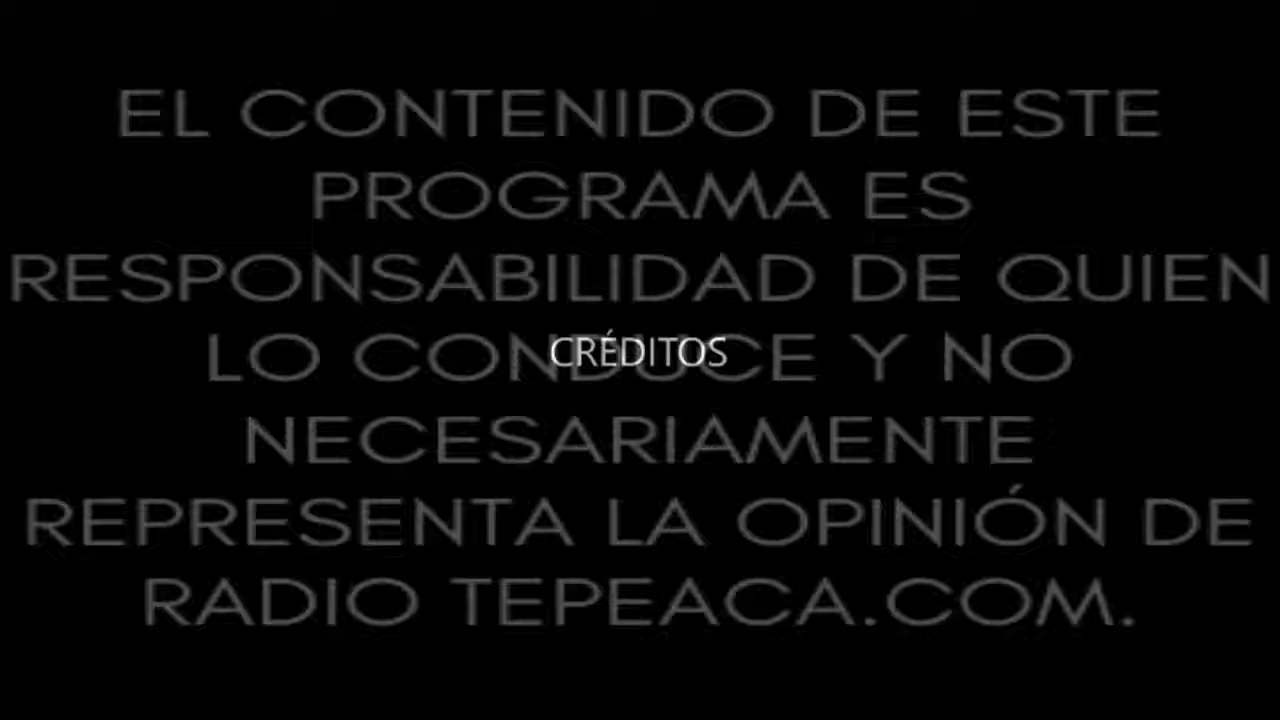 EL CONTENIDO DE ESTE
PROGRAMA ES
RESPONSABILIDAD DE QUIEN
LO CONDUCE Y NO
CRÉDITOS
NECESARIAMENTE
REPRESENTA LA OPINIÓN DE
RADIO TEPEACA.COM.